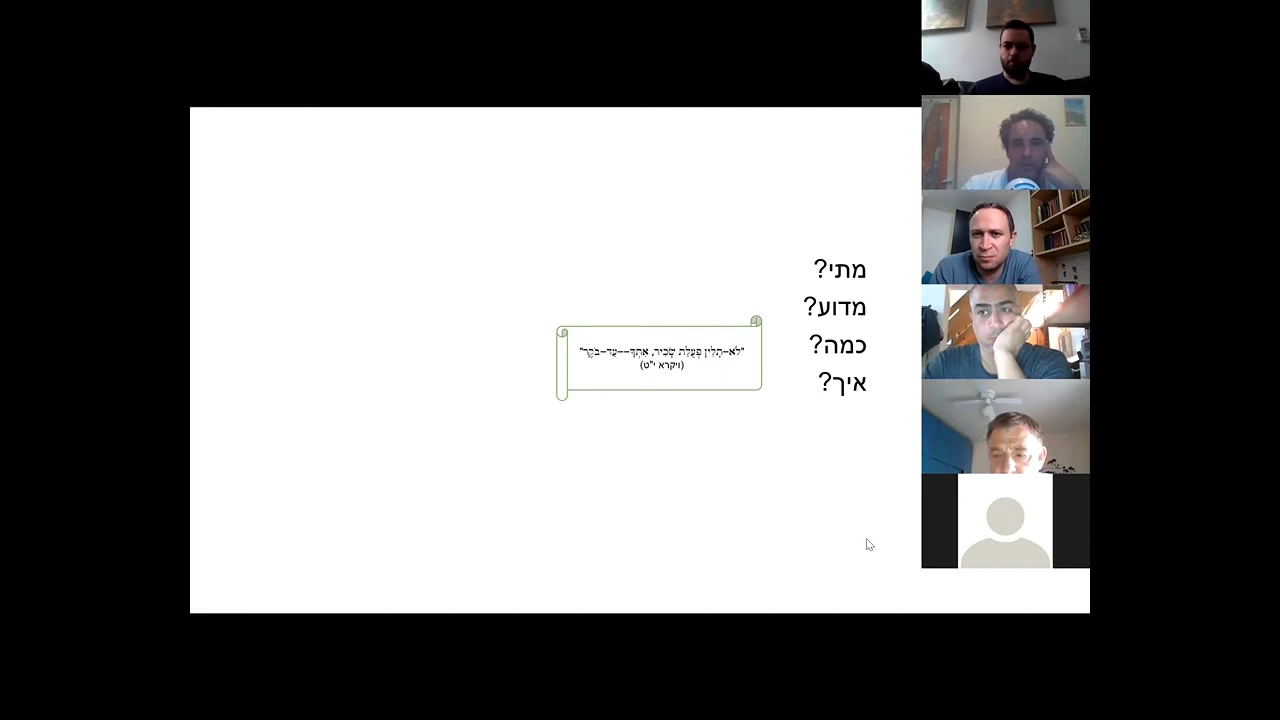 מתי?
מדוע?
כמה?
איך?
"לֹא-תָלִין פְּעֻלַּת שָׂכִיר, אִתְּךָ--עַד-בֹּקֶר"
(ויקרא י"ט)